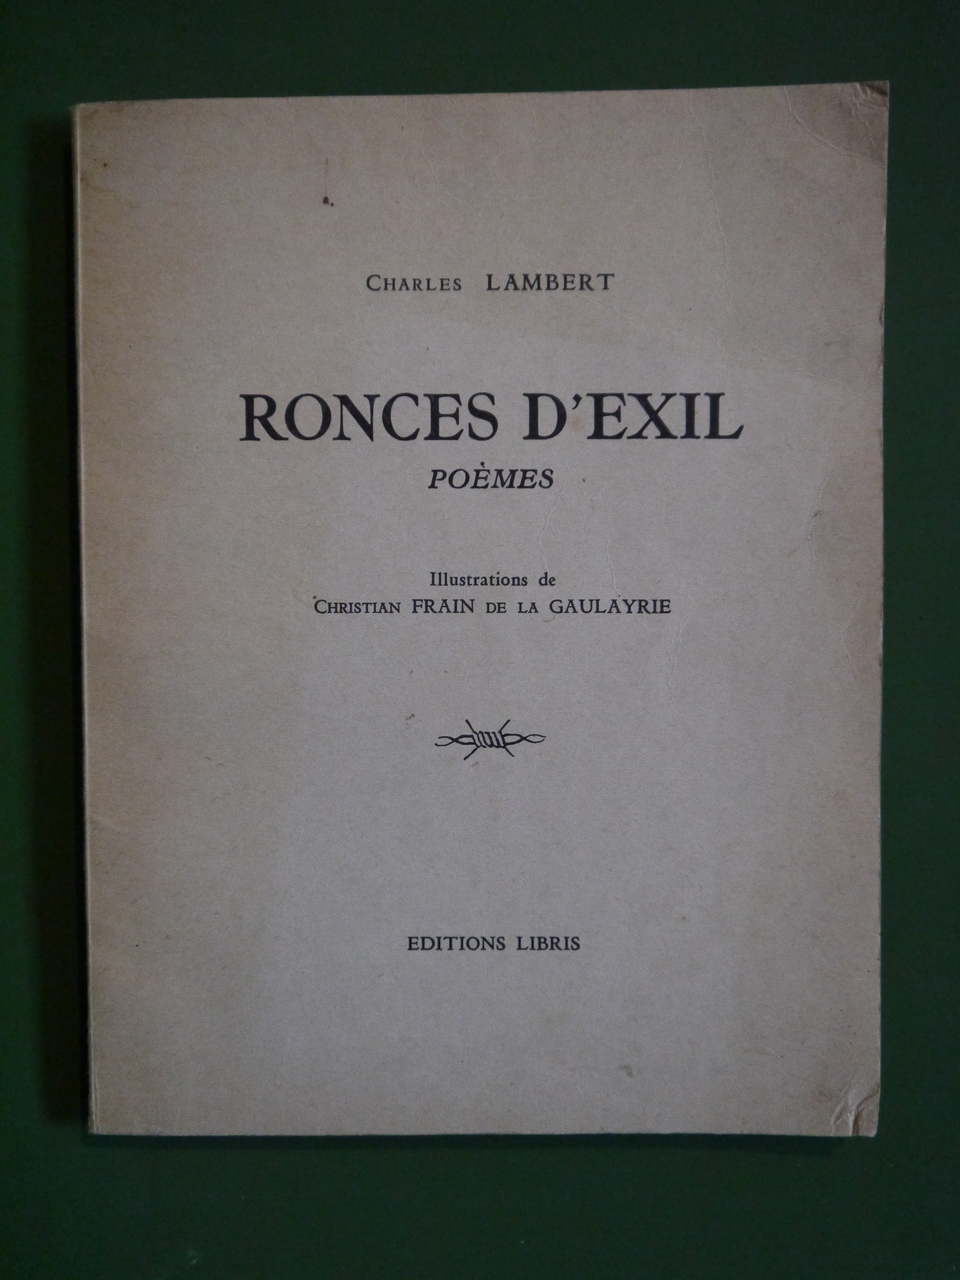 CHARLES LAMBERT
RONCES D'EXIL
POÈMES
Illustrations de
CHRISTIAN FRAIN DE LA GAULAYRIE
EDITIONS LIBRIS